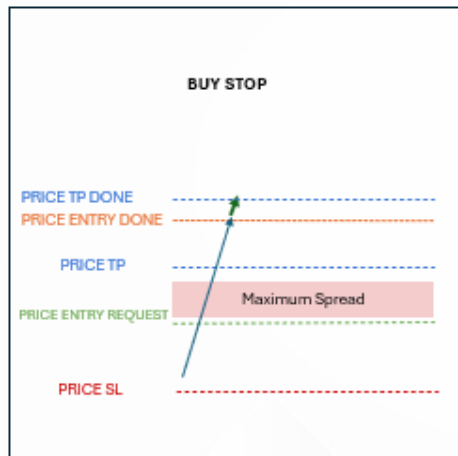 BUY STOP
PRICE TP DONE
PRICE ENTRY DONE
PRICE TP
Maximum Spread
PRICE ENTRY REQUEST
PRICE SL